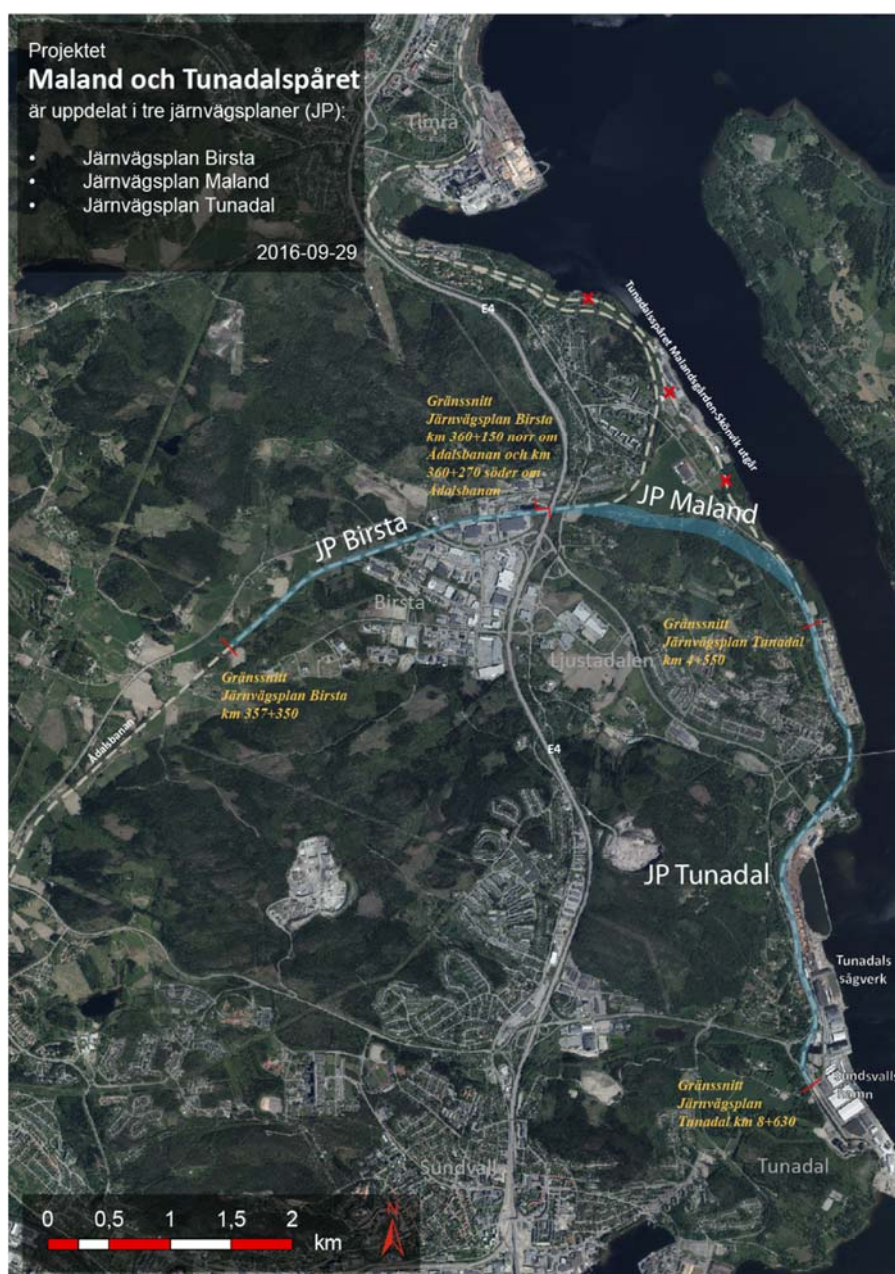 Projektet
Maland och Tunadalspåret
är uppdelat i tre järnvägsplaner (JP):
• Järnvägsplan Birsta
• Järnvägsplan Maland
• Järnvägsplan Tunadal
2016-09-29
Timrå
E4
Tunadalsspåret Malandsgården-Skönvik utgår
Gränssnitt
Järnvägsplan Birsta
km 360+150 norr om
Ådalsbanan och km
360+270 söder om
Ådalsbanan
JP Maland
JP Birsta
Birsta
Gränssnitt
Järnvägsplan Tunadal
km 4+550
Ljustadalen
Gränssnitt
Järnvägsplan Birsta
km 357+350
Ådalsbanan
E4
JP Tunadal
Tunadals
sågverk
Sundsvalls
hamn
Gränssnitt
Järnvägsplan
Tunadal km 8+630
Sundsvall
Tunadal
0 0,5 1 1,5 2
km
N